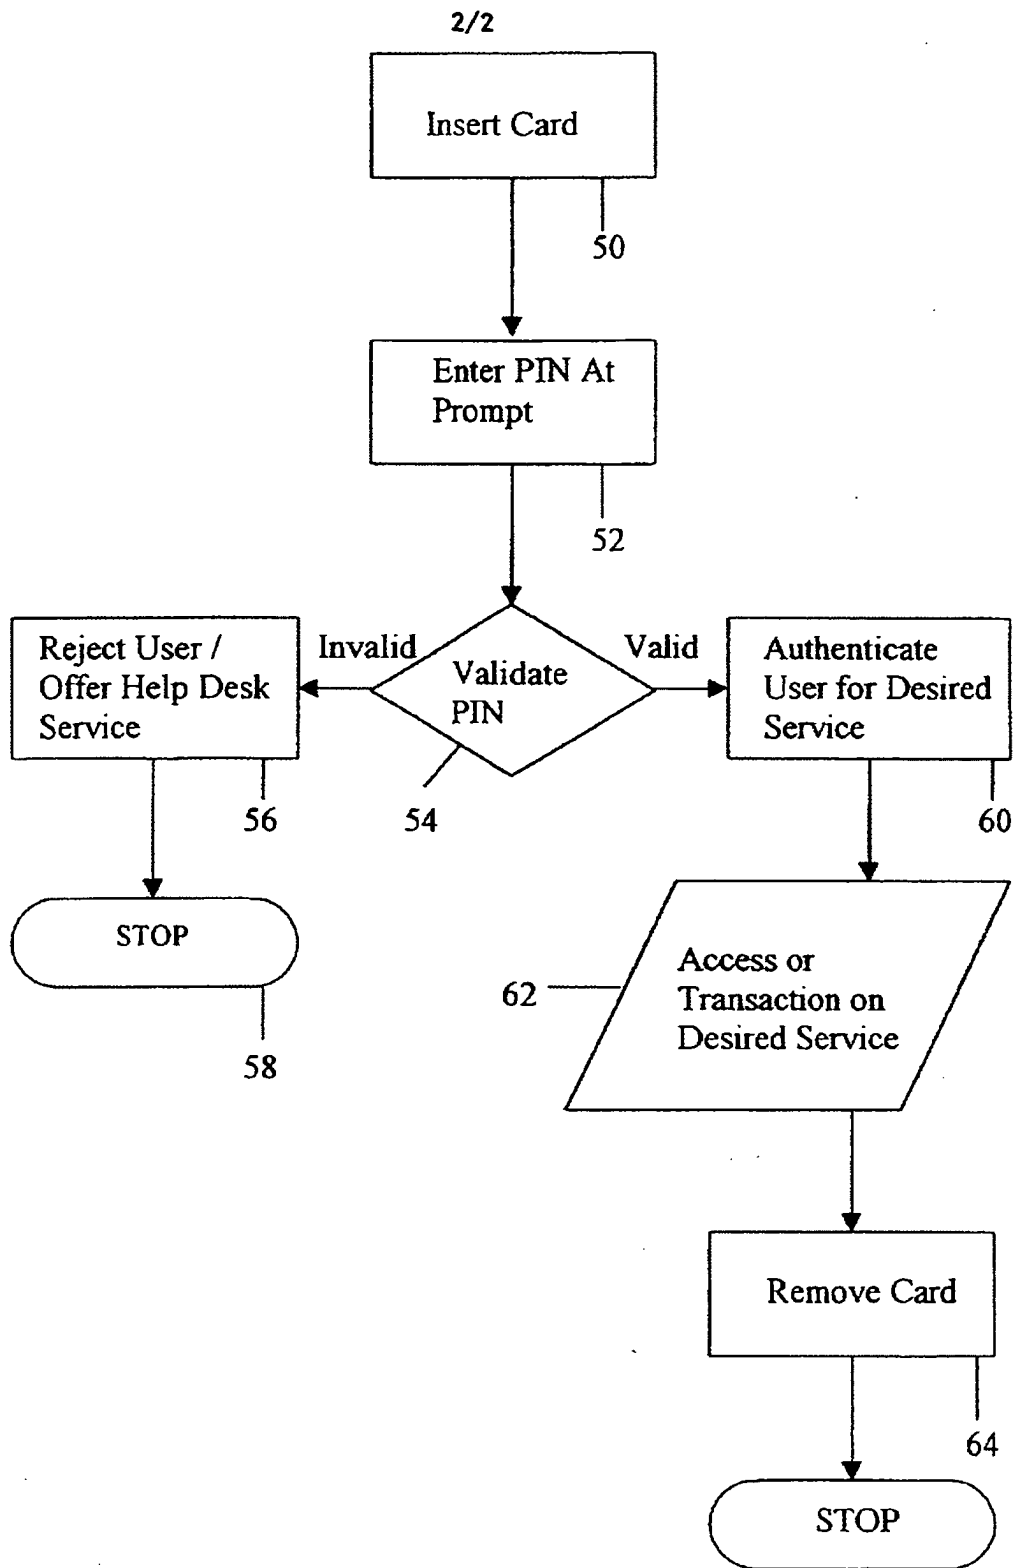 2/2
Insert Card
50
Enter PIN At
Prompt
52
Reject User /
Offer Help Desk
Service
56
Invalid
Validate
PIN
54
Valid
Authenticate
User for Desired
Service
60
STOP
58
62
Access or
Transaction on
Desired Service
Remove Card
64
STOP